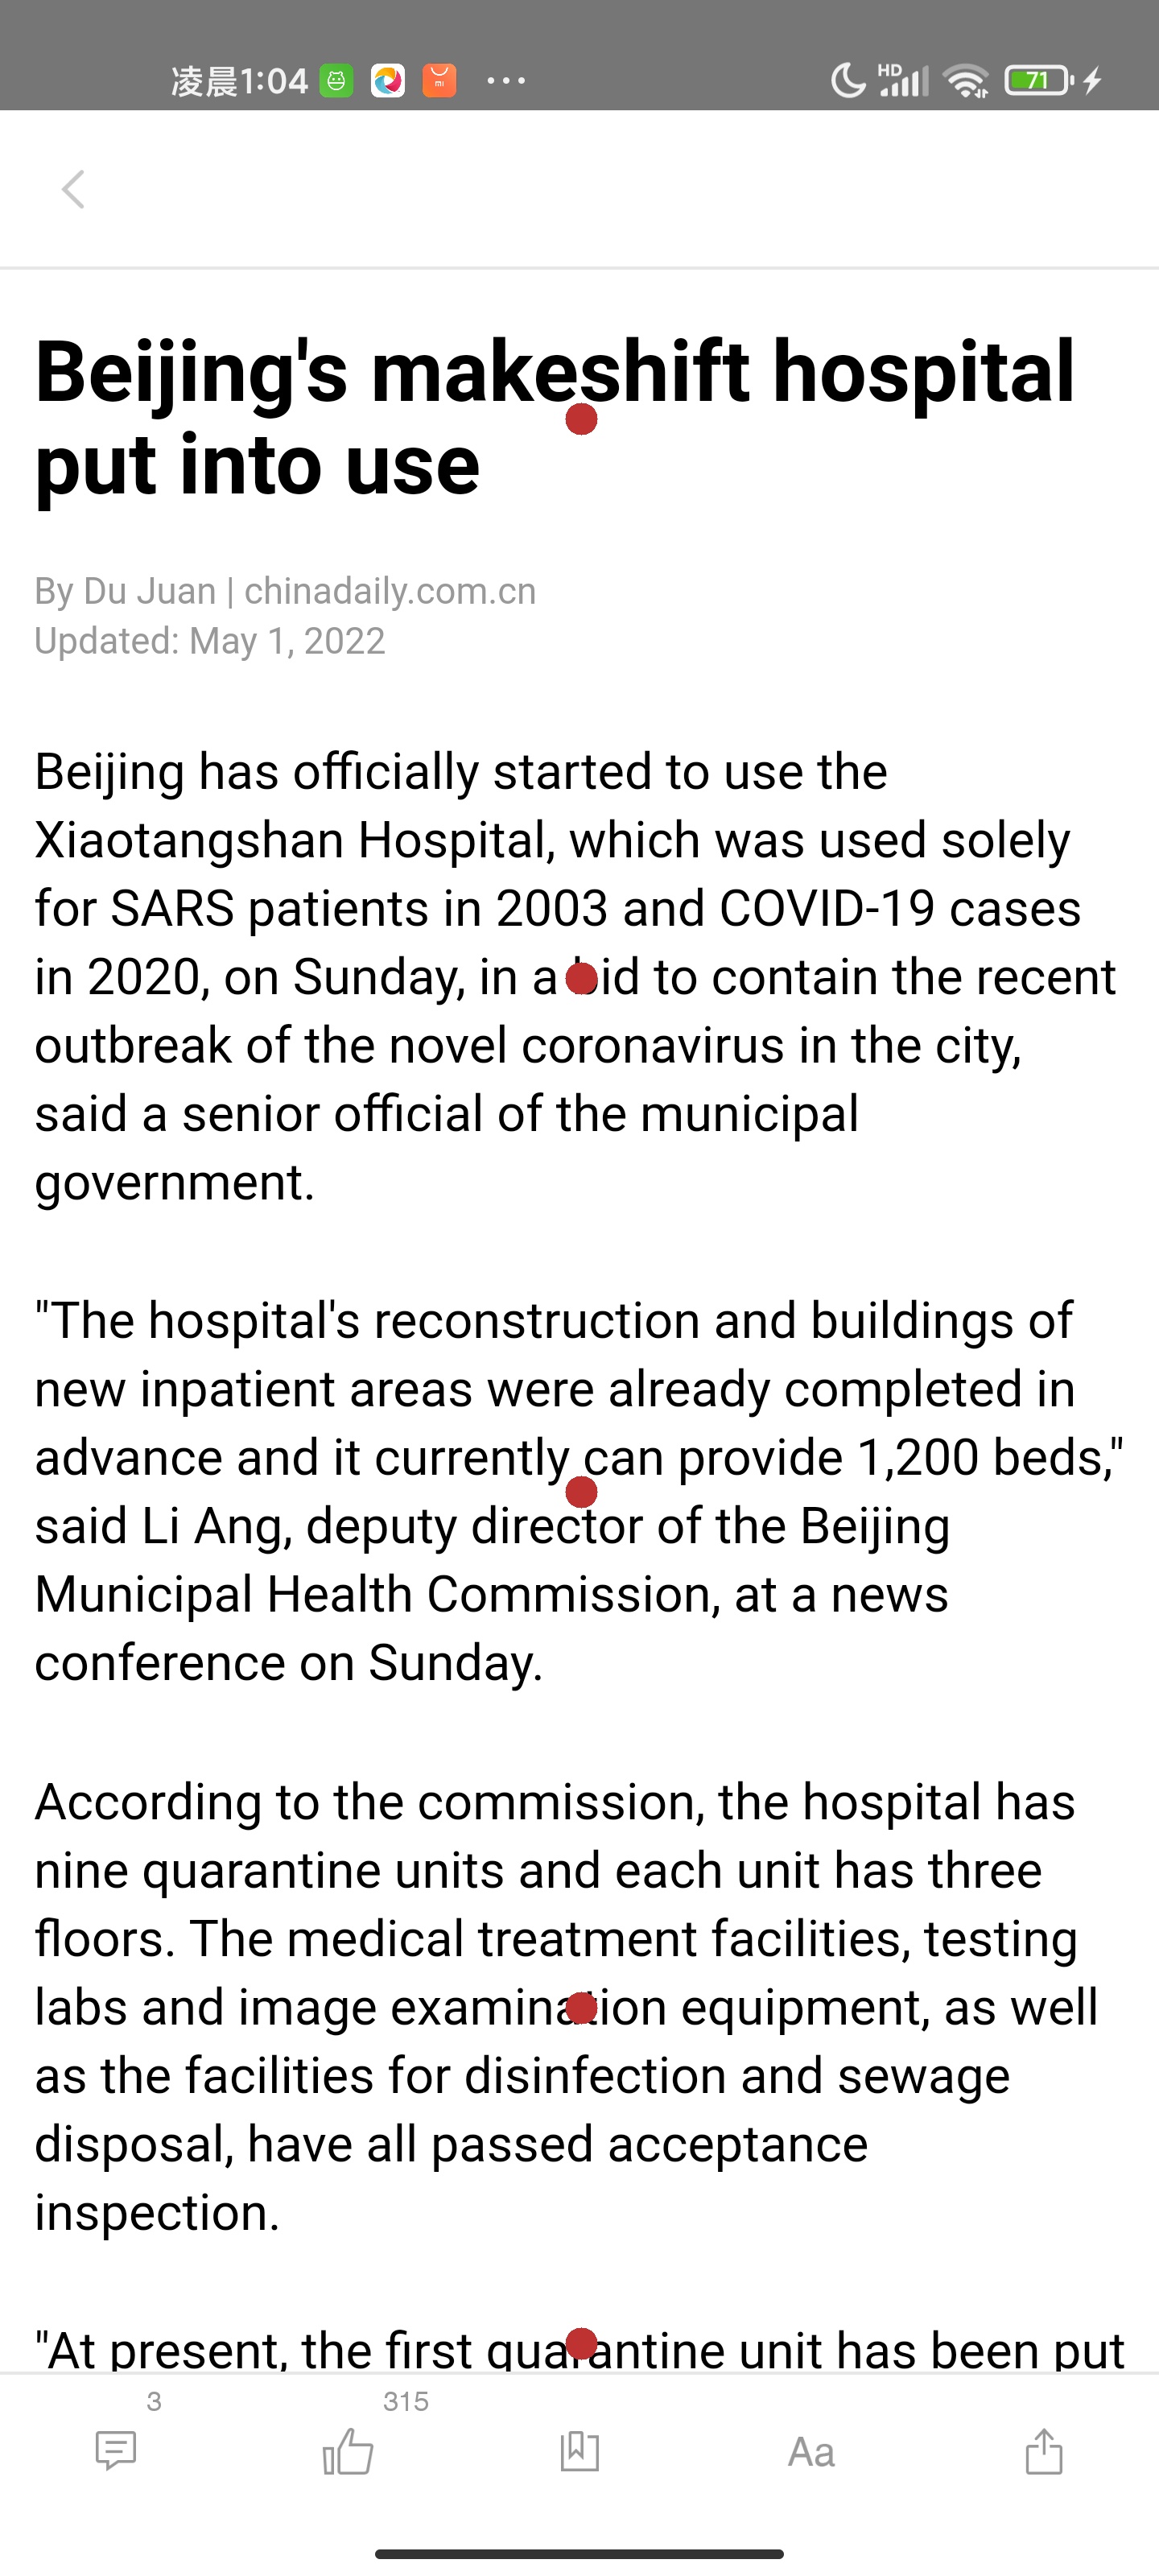 凌晨1:04
HD
71
Beijing's makeshift hospital
put into use
By Du Juan | chinadaily.com.cn
Updated: May 1, 2022
Beijing has officially started to use the
Xiaotangshan Hospital, which was used solely
for SARS patients in 2003 and COVID-19 cases
in 2020, on Sunday, in a bid to contain the recent
outbreak of the novel coronavirus in the city,
said a senior official of the municipal
government.
"The hospital's reconstruction and buildings of
new inpatient areas were already completed in
advance and it currently can provide 1,200 beds,"
said Li Ang, deputy director of the Beijing
Municipal Health Commission, at a news
conference on Sunday.
According to the commission, the hospital has
nine quarantine units and each unit has three
floors. The medical treatment facilities, testing
labs and image examination equipment, as well
as the facilities for disinfection and sewage
disposal, have all passed acceptance
inspection.
"At present, the first quarantine unit has been put
3
315
Aa